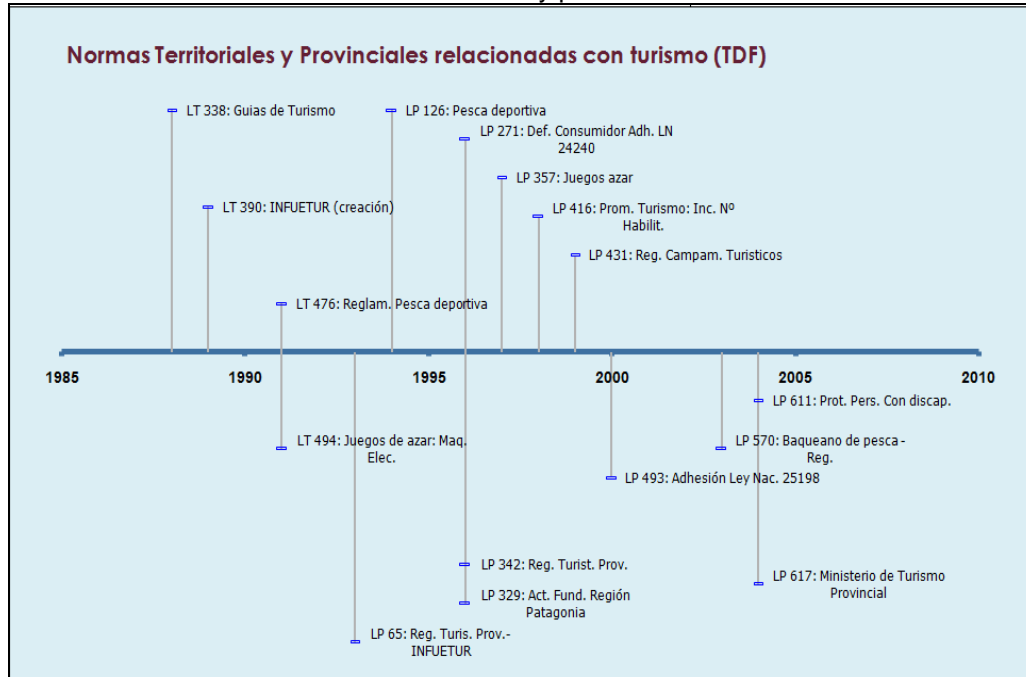 Normas Territoriales y Provinciales relacionadas con turismo (TDF)
LT 338: Guias de Turismo
LP 126: Pesca deportiva
LP 271: Def. Consumidor Adh. LN
24240
LP 357: Juegos azar
LT 390: INFUETUR (creación)
LP 416: Prom. Turismo: Inc. Nº
Habilit.
LP 431: Reg. Campam. Turisticos
LT 476: Reglam. Pesca deportiva
1985
1990
1995
2000
2005
2010
LP 611: Prot. Pers. Con discap.
LT 494: Juegos de azar: Maq.
Elec.
LP 570: Baqueano de pesca -
Reg.
LP 493: Adhesión Ley Nac. 25198
LP 342: Reg. Turist. Prov.
LP 617: Ministerio de Turismo
Provincial
LP 329: Act. Fund. Región
Patagonia
LP 65: Reg. Turis. Prov.-
INFUETUR